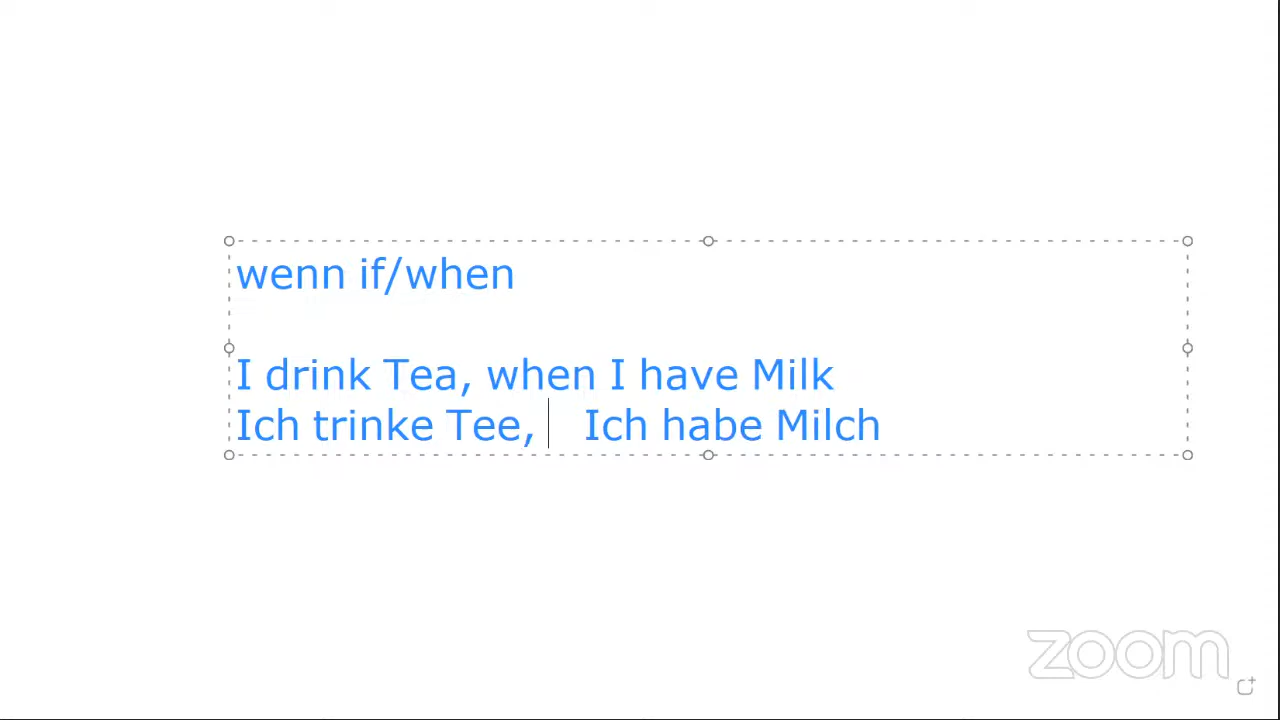 wenn if/when
I drink Tea, when I have Milk
Ich trinke Tee, Ich habe Milch
zoom